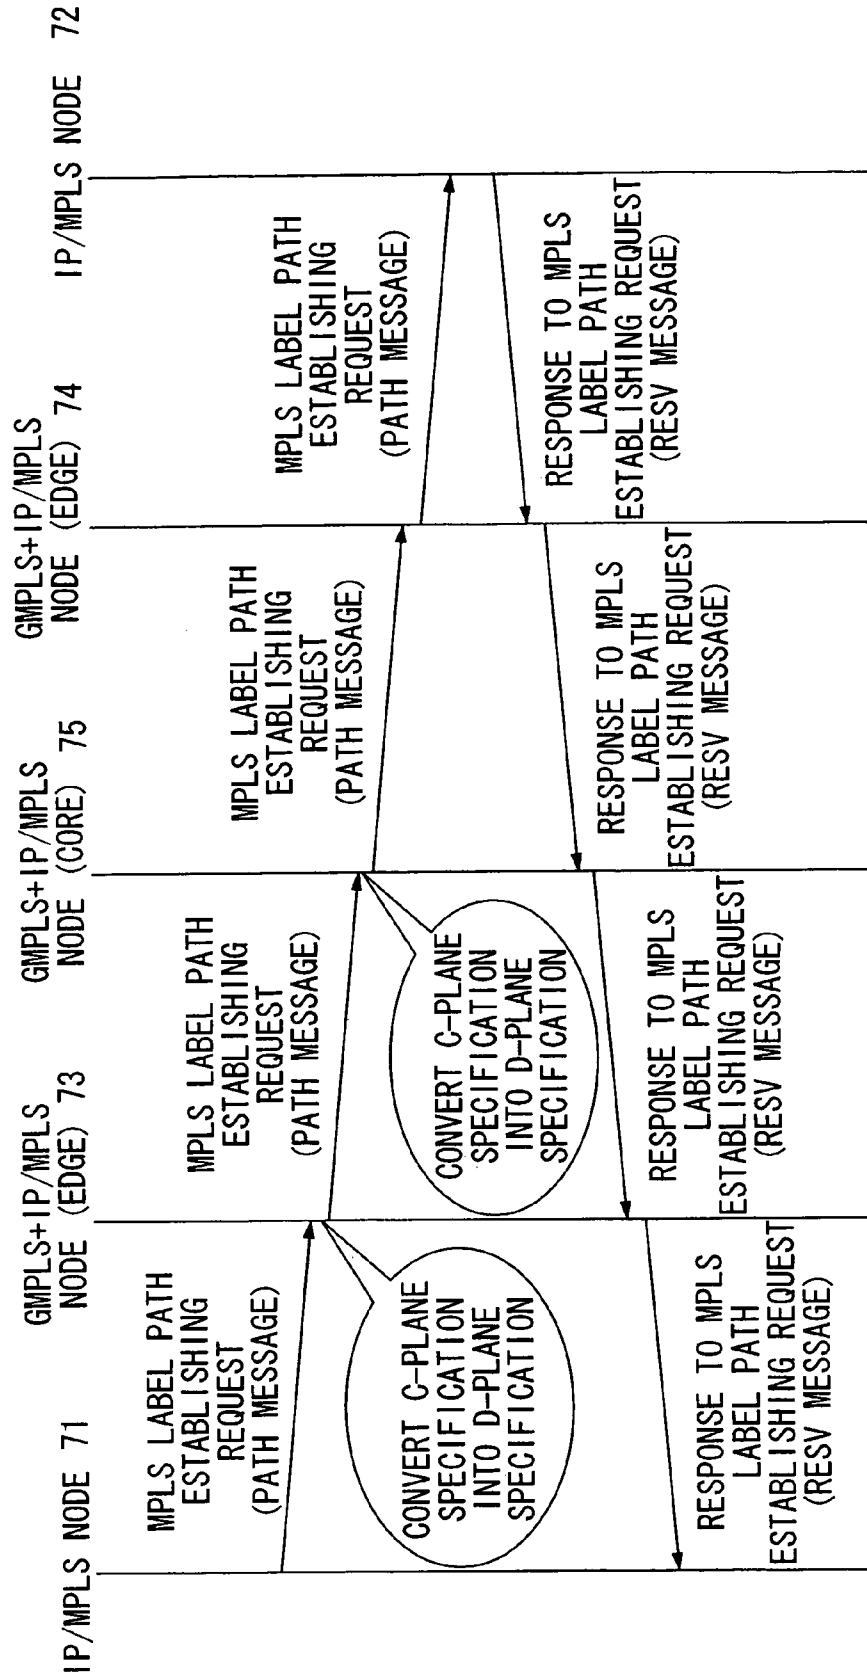 IP/MPLS NODE 71
GMPLS+IP/MPLS
NODE (EDGE) 73
GMPLS+IP/MPLS
NODE (CORE) 75
GMPLS+IP/MPLS
NODE (EDGE) 74
IP/MPLS NODE 72
MPLS LABEL PATH
ESTABLISHING
REQUEST
(PATH MESSAGE)
MPLS LABEL PATH
ESTABLISHING
REQUEST
(PATH MESSAGE)
MPLS LABEL PATH
ESTABLISHING
REQUEST
(PATH MESSAGE)
MPLS LABEL PATH
ESTABLISHING
REQUEST
(PATH MESSAGE)
CONVERT C-PLANE
SPECIFICATION
INTO D-PLANE
SPECIFICATION
CONVERT C-PLANE
SPECIFICATION
INTO D-PLANE
SPECIFICATION
RESPONSE TO MPLS
LABEL PATH
ESTABLISHING REQUEST
(RESV MESSAGE)
RESPONSE TO MPLS
LABEL PATH
ESTABLISHING REQUEST
(RESV MESSAGE)
RESPONSE TO MPLS
LABEL PATH
ESTABLISHING REQUEST
(RESV MESSAGE)
RESPONSE TO MPLS
LABEL PATH
ESTABLISHING REQUEST
(RESV MESSAGE)